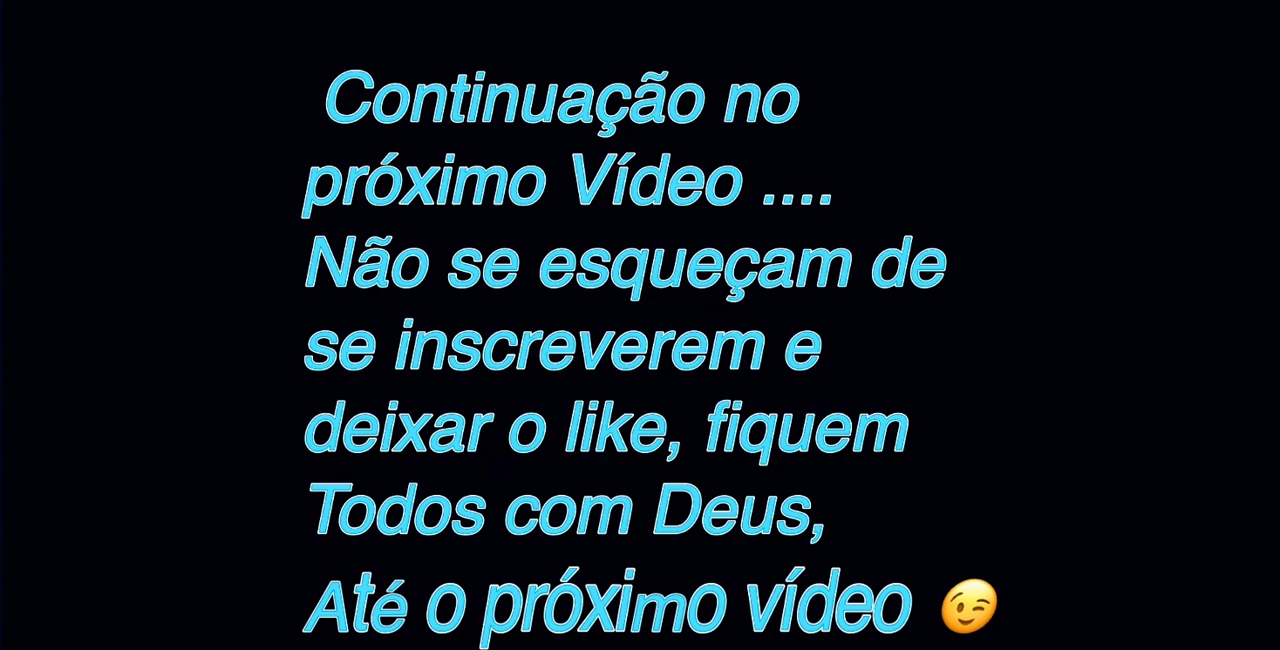 Continuação no
próximo Vídeo ....
Não se esqueçam de
se inscreverem e
deixar o like, fiquem
Todos com Deus,
Até o próximo vídeo 😉